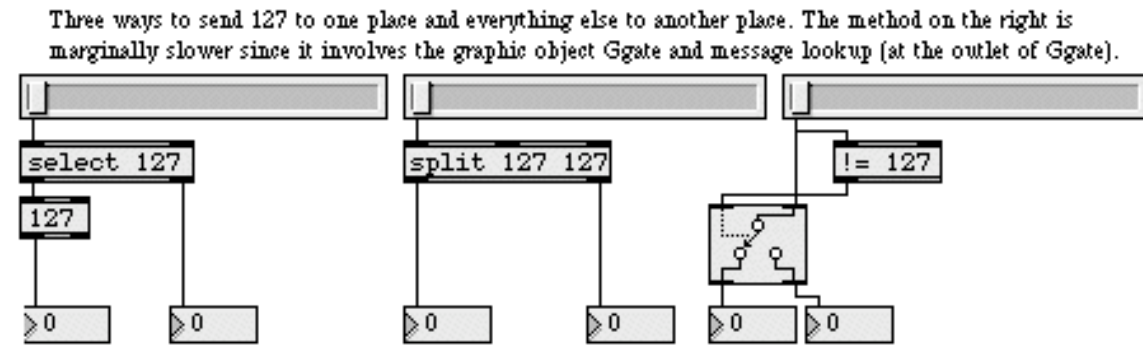 Three ways to send 127 to one place and everything else to another place. The method on the right is
marginally slower since it involves the graphic object Ggate and message lookup (at the outlet of Ggate).
select 127
split 127 127
!= 127
127
0
0
0
0
0
0